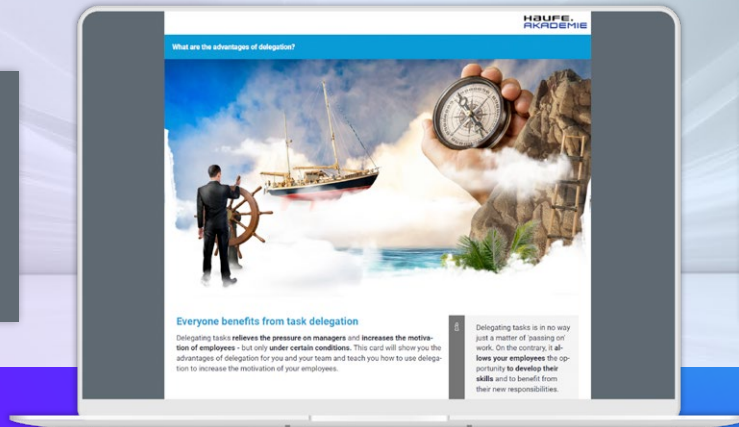 HAUFE.
AKADEMIE
What are the advantages of delegation?
Everyone benefits from task delegation
Delegating tasks relieves the pressure on managers and increases the motiva-
tion of employees - but only under certain conditions. This card will show you the
advantages of delegation for you and your team and teach you how to use delega-
tion to increase the motivation of your employees.
Delegating tasks is in no way
just a matter of 'passing on'
work. On the contrary, it al-
lows your employees the op-
portunity to develop their
skills and to benefit from
their new responsibilities.